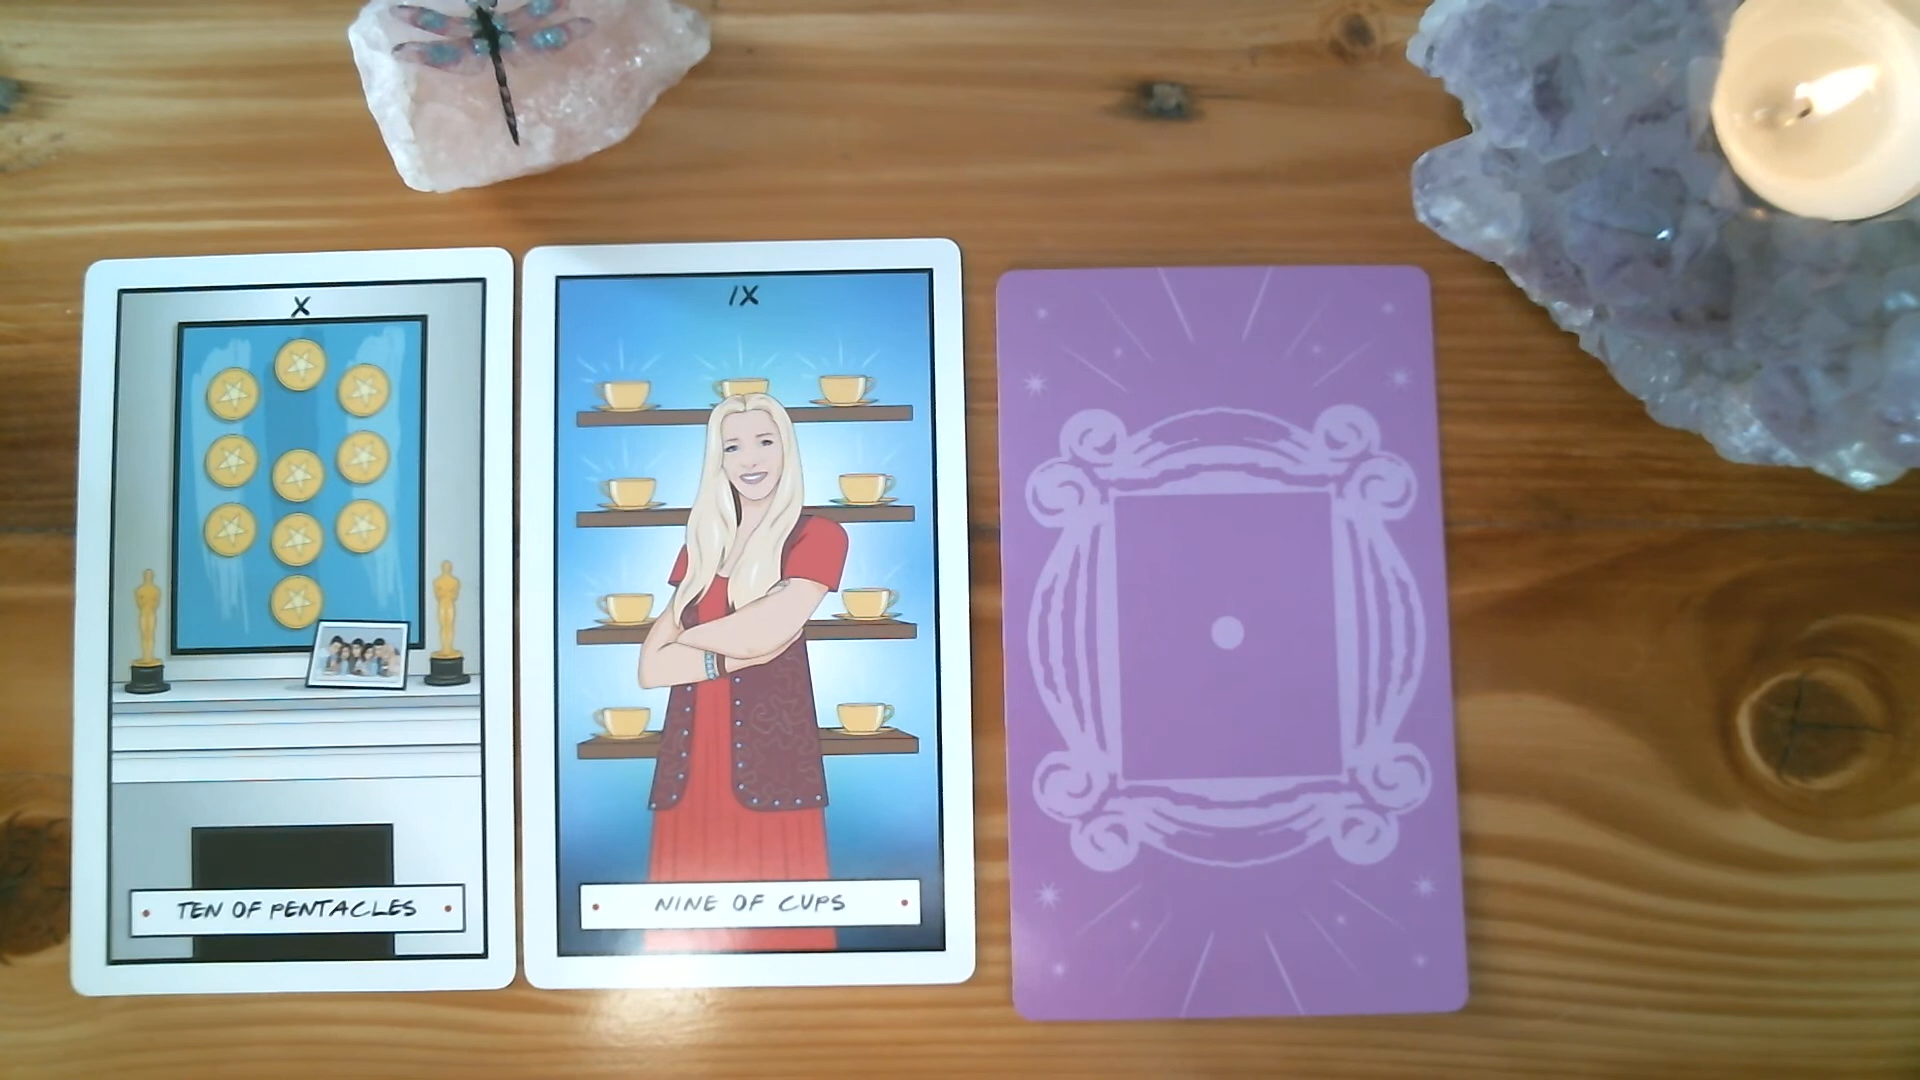 X
TEN OF PENTACLES
IX
NINE OF CUPS